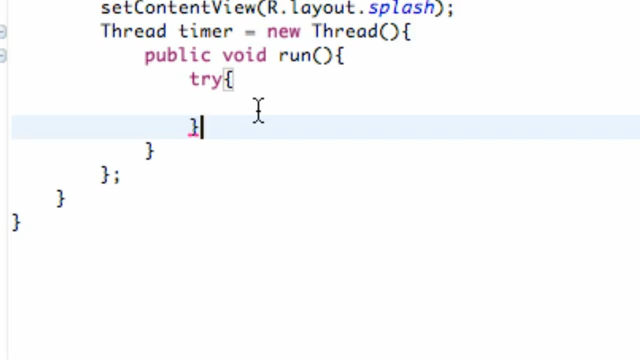 setContentView(R.layout.splash);
Thread timer = new Thread(){
public void run(){
try{
}
}
};
}
}